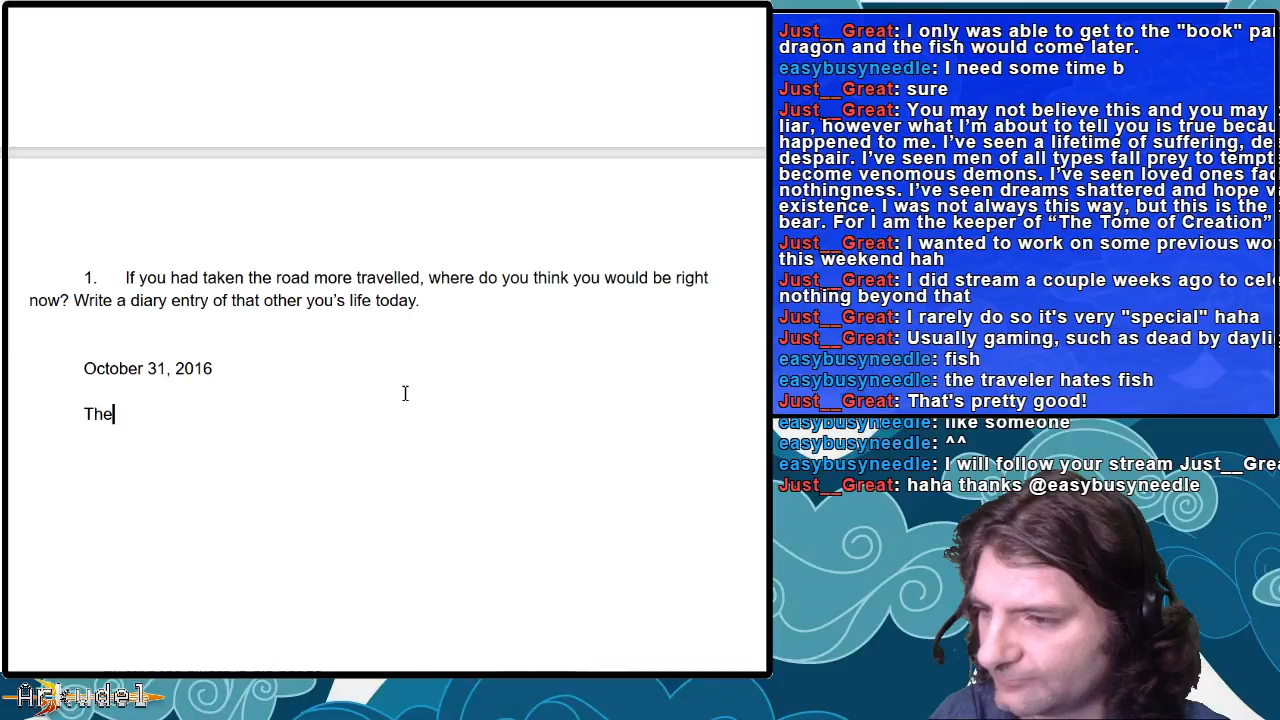 1. If you had taken the road more travelled, where do you think you would be right
now? Write a diary entry of that other you's life today.
October 31, 2016
The
Just__Great: I only was able to get to the "book"
dragon and the fish would come later.
easybusyneedle: I need some time b
Just__Great: sure
Just__Great: You may not believe this and you may
liar, however what I'm about to tell you is true
happened to me. I've seen a lifetime of suffering,
despair. I've seen men of all types fall prey to
become venomous demons. I've seen loved ones
nothingness. I've seen dreams shattered and hope
existence. I was not always this way, but this is the
bear. For I am the keeper of “The Tome of Creation”
Just__Great: I wanted to work on some previous
this weekend hah
Just__Great: I did stream a couple weeks ago to
nothing beyond that
Just__Great: I rarely do so it's very "special" haha
Just__Great: Usually gaming, such as dead by
easybusyneedle: fish
easybusyneedle: the traveler hates fish
Just__Great: That's pretty good!
easybusyneedle: like someone
easybusyneedle: ^^
easybusyneedle: I will follow your stream
Just__Great: haha thanks @easybusyneedle
Arkudel